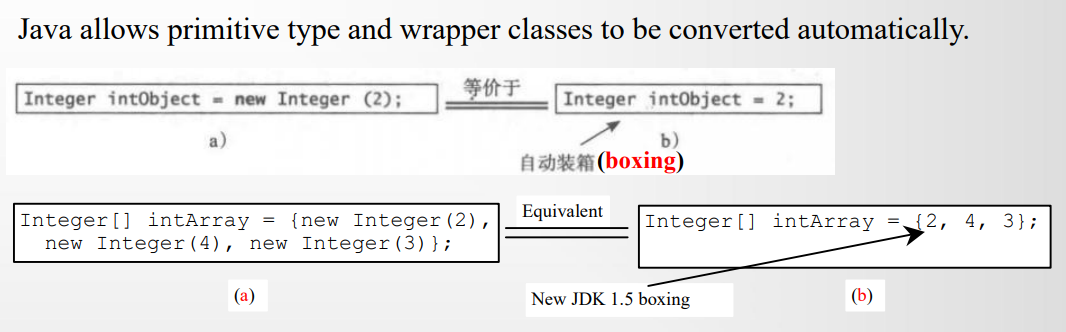 Java allows primitive type and wrapper classes to be converted automatically.
Integer intObject = new Integer (2);
等价于
Integer intObject = 2;
a)
b)
自动装箱(boxing)
Integer[] intArray = {new Integer(2),
new Integer(4), new Integer(3)};
Equivalent
Integer[] intArray = {2, 4, 3};
(a)
New JDK 1.5 boxing
(b)